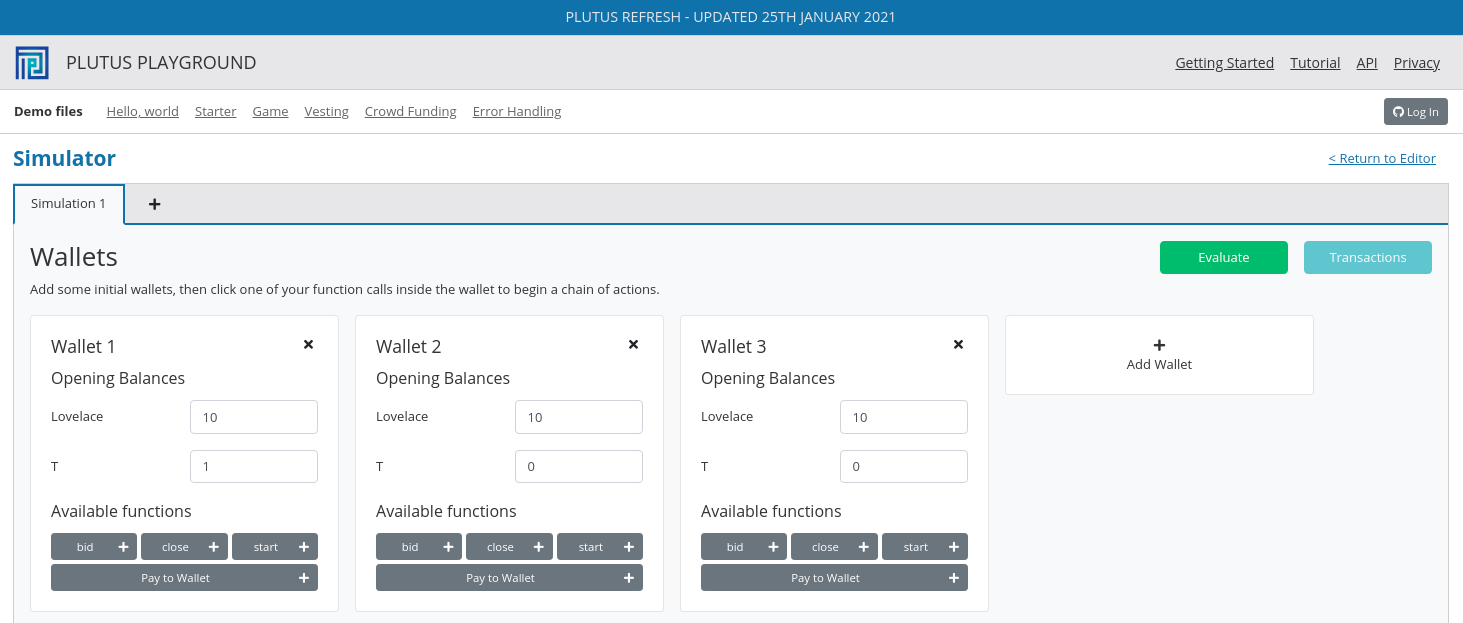 PLUTUS REFRESH - UPDATED 25TH JANUARY 2021
PLUTUS PLAYGROUND
Getting Started Tutorial API Privacy
Demo files Hello, world Starter Game Vesting Crowd Funding Error Handling
Log In
Simulator
< Return to Editor
Simulation 1
Wallets
Evaluate Transactions
Add some initial wallets, then click one of your function calls inside the wallet to begin a chain of actions.
Wallet 1
Opening Balances
Lovelace 10
T 1
Available functions
bid close start
Pay to Wallet
Wallet 2
Opening Balances
Lovelace 10
T 0
Available functions
bid close start
Pay to Wallet
Wallet 3
Opening Balances
Lovelace 10
T 0
Available functions
bid close start
Pay to Wallet
Add Wallet